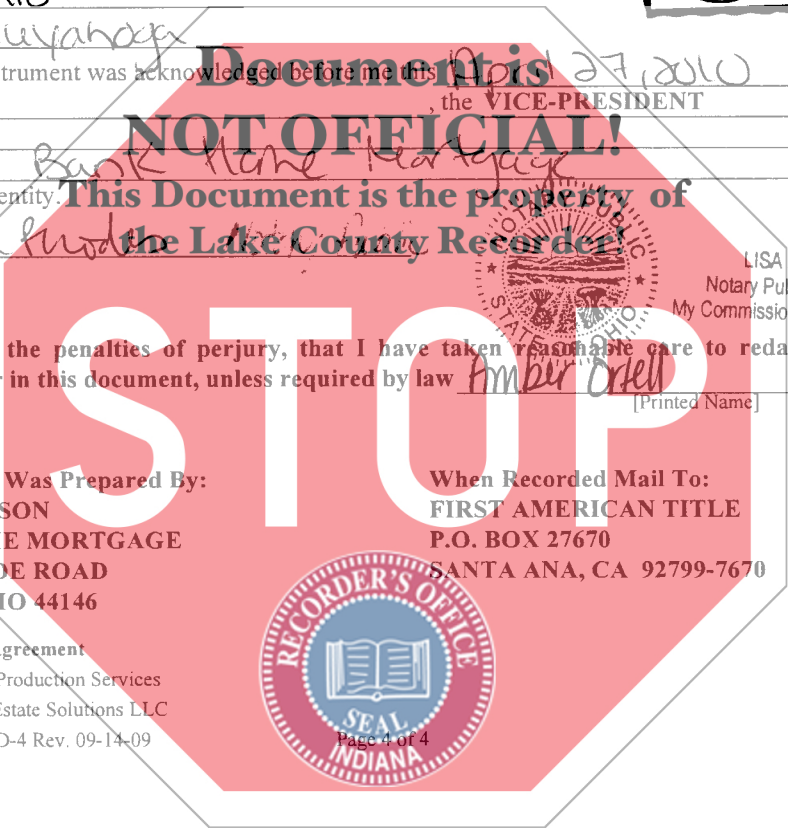 uyahoga
strument was acknowledged before me this April 27, 2010
Document is
, the VICE-PRESIDENT
NOT OFFICIAL!
Bank Home Mortgage
entity.
This Document is the property of
the Lake County Recorder!
NOTARY PUBLIC
STATE OF OHIO
LISA
Notary Pul
My Commissio
STOP
the penalties of perjury, that I have taken reasonable care to reda
r in this document, unless required by law Amber Ortell
[Printed Name]
Was Prepared By:
SON
E MORTGAGE
DE ROAD
IO 44146
When Recorded Mail To:
FIRST AMERICAN TITLE
P.O. BOX 27670
SANTA ANA, CA 92799-7670
greement
Production Services
Estate Solutions LLC
D-4 Rev. 09-14-09
Page 4 of 4
RECORDER'S OFFICE
SEAL
INDIANA